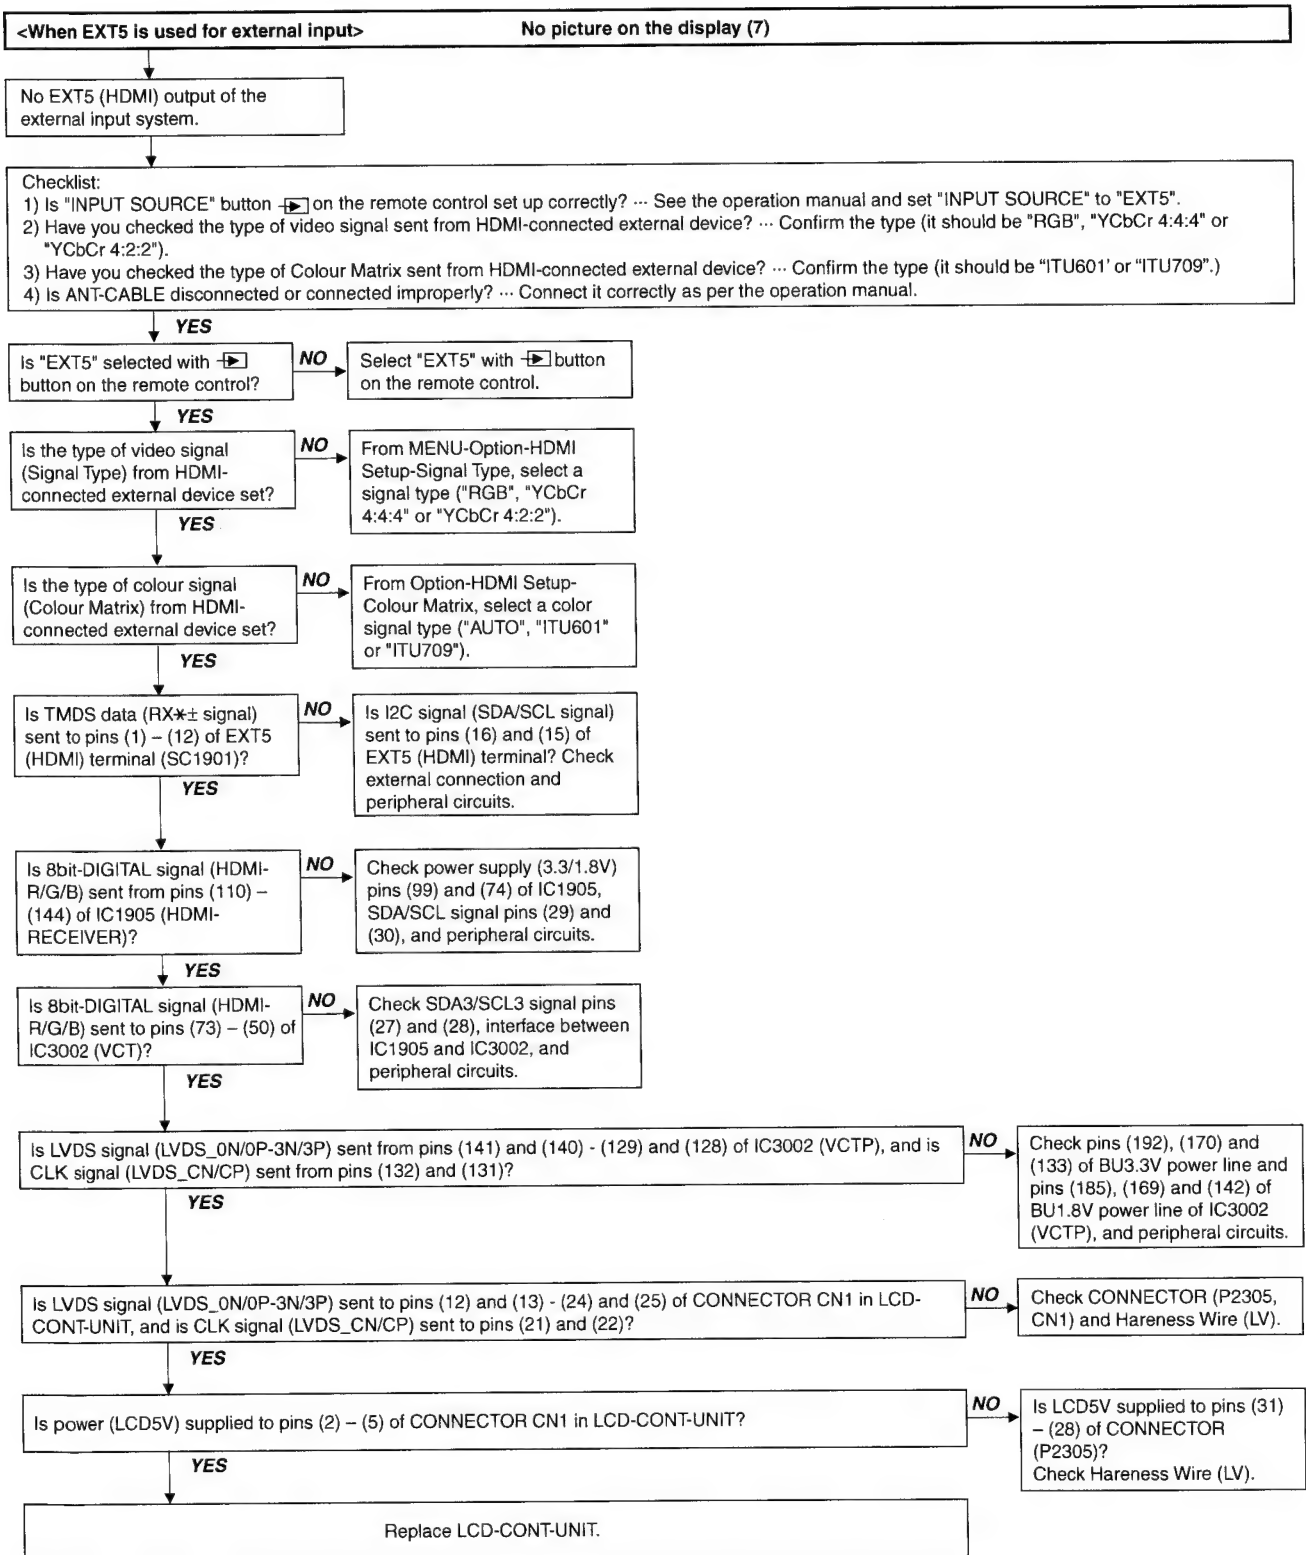 <When EXT5 is used for external input> No picture on the display (7)
No EXT5 (HDMI) output of the
external input system.
Checklist:
1) Is "INPUT SOURCE" button on the remote control set up correctly? ··· See the operation manual and set "INPUT SOURCE" to "EXT5".
2) Have you checked the type of video signal sent from HDMI-connected external device? ··· Confirm the type (it should be "RGB", "YCbCr 4:4:4" or
"YCbCr 4:2:2").
3) Have you checked the type of Colour Matrix sent from HDMI-connected external device? ··· Confirm the type (it should be "ITU601' or "ITU709".)
4) Is ANT-CABLE disconnected or connected improperly? ··· Connect it correctly as per the operation manual.
YES
Is "EXT5" selected with
button on the remote control?
NO
Select "EXT5" with button
on the remote control.
YES
Is the type of video signal
(Signal Type) from HDMI-
connected external device set?
NO
From MENU-Option-HDMI
Setup-Signal Type, select a
signal type ("RGB", "YCbCr
4:4:4" or "YCbCr 4:2:2").
YES
Is the type of colour signal
(Colour Matrix) from HDMI-
connected external device set?
NO
From Option-HDMI Setup-
Colour Matrix, select a color
signal type ("AUTO", "ITU601"
or "ITU709").
YES
Is TMDS data (RX*± signal)
sent to pins (1) – (12) of EXT5
(HDMI) terminal (SC1901)?
NO
Is I2C signal (SDA/SCL signal)
sent to pins (16) and (15) of
EXT5 (HDMI) terminal? Check
external connection and
peripheral circuits.
YES
Is 8bit-DIGITAL signal (HDMI-
R/G/B) sent from pins (110) –
(144) of IC1905 (HDMI-
RECEIVER)?
NO
Check power supply (3.3/1.8V)
pins (99) and (74) of IC1905,
SDA/SCL signal pins (29) and
(30), and peripheral circuits.
YES
Is 8bit-DIGITAL signal (HDMI-
R/G/B) sent to pins (73) – (50) of
IC3002 (VCT)?
NO
Check SDA3/SCL3 signal pins
(27) and (28), interface between
IC1905 and IC3002, and
peripheral circuits.
YES
Is LVDS signal (LVDS_0N/0P-3N/3P) sent from pins (141) and (140) - (129) and (128) of IC3002 (VCTP), and is
CLK signal (LVDS_CN/CP) sent from pins (132) and (131)?
NO
Check pins (192), (170) and
(133) of BU3.3V power line and
pins (185), (169) and (142) of
BU1.8V power line of IC3002
(VCTP), and peripheral circuits.
YES
Is LVDS signal (LVDS_0N/0P-3N/3P) sent to pins (12) and (13) - (24) and (25) of CONNECTOR CN1 in LCD-
CONT-UNIT, and is CLK signal (LVDS_CN/CP) sent to pins (21) and (22)?
NO
Check CONNECTOR (P2305,
CN1) and Hareness Wire (LV).
YES
Is power (LCD5V) supplied to pins (2) – (5) of CONNECTOR CN1 in LCD-CONT-UNIT?
NO
Is LCD5V supplied to pins (31)
– (28) of CONNECTOR
(P2305)?
Check Hareness Wire (LV).
YES
Replace LCD-CONT-UNIT.